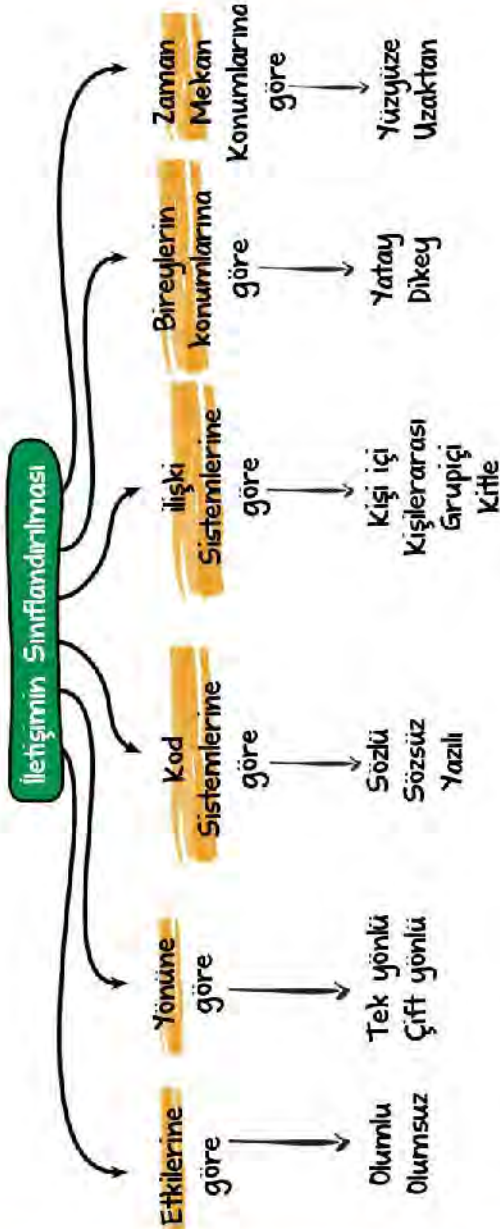 İletişimin Sınıflandırılması
Etkilerine
göre
Olumlu
Olumsuz
Yönüne
göre
Tek yönlü
Çift yönlü
Kod
Sistemlerine
göre
Sözlü
Sözsüz
Yazılı
İlişki
Sistemlerine
göre
Kişi içi
Kişilerarası
Grupiçi
Kitle
Bireylerin
konumlarına
göre
Yatay
Dikey
Zaman
Mekan
Konumlarına
göre
Yüzyüze
Uzaktan